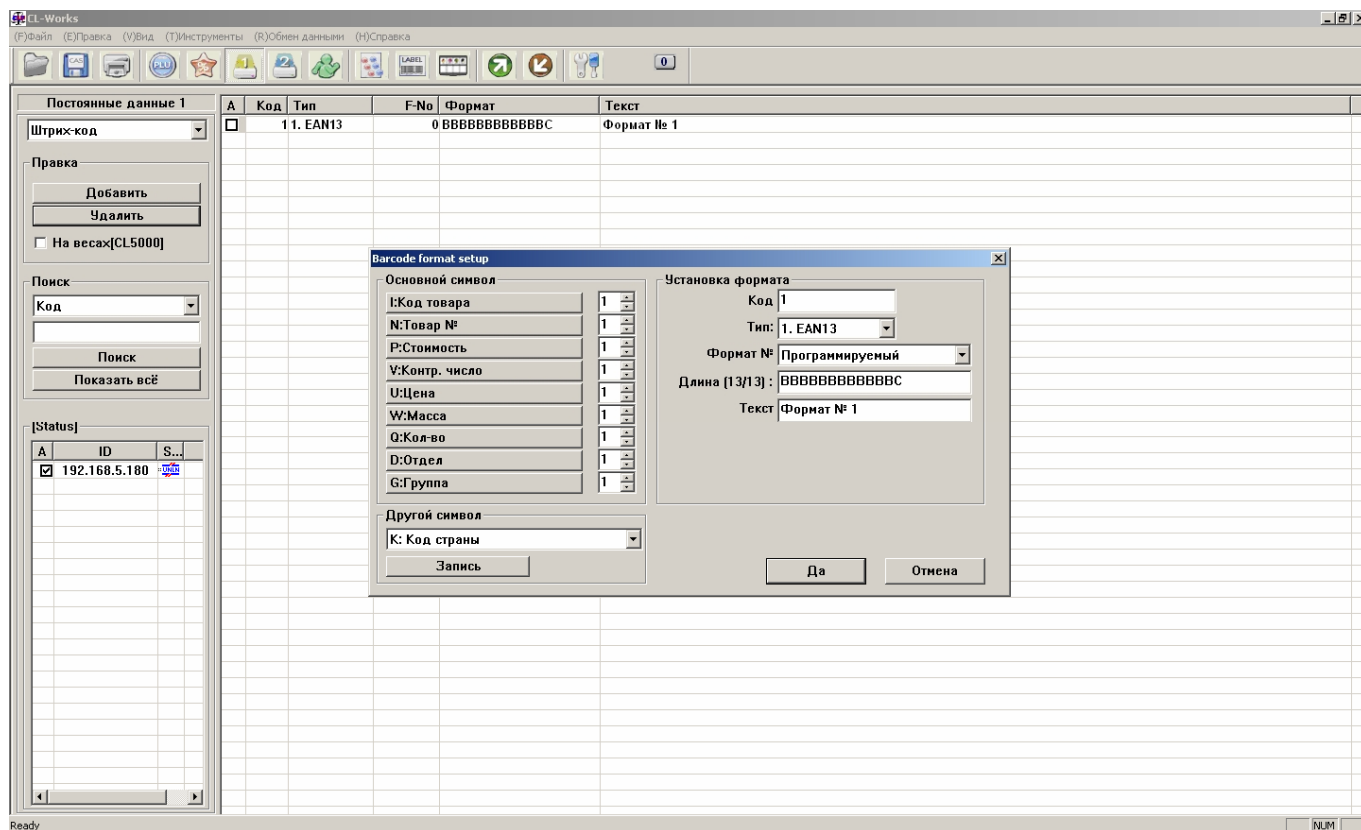 CL-Works
(F)Файл (E)Правка (V)Вид (T)Инструменты (R)Обмен данными (H)Справка
CAS PLU LABEL 0
Постоянные данные 1
Штрих-код
Правка
Добавить
Удалить
На весах[CL5000]
Поиск
Код
Поиск
Показать всё
[Status]
A ID S...
192.168.5.180 UNLN
A Код Тип F-No Формат Текст
1 1. EAN13 0 BBBBBBBBBBBBC Формат № 1
Barcode format setup
Основной символ
I:Код товара 1
N:Товар № 1
P:Стоимость 1
V:Контр. число 1
U:Цена 1
W:Масса 1
Q:Кол-во 1
D:Отдел 1
G:Группа 1
Другой символ
K: Код страны
Запись
Установка формата
Код 1
Тип: 1. EAN13
Формат № Программируемый
Длина (13/13) : BBBBBBBBBBBBC
Текст Формат № 1
Да Отмена
Ready NUM